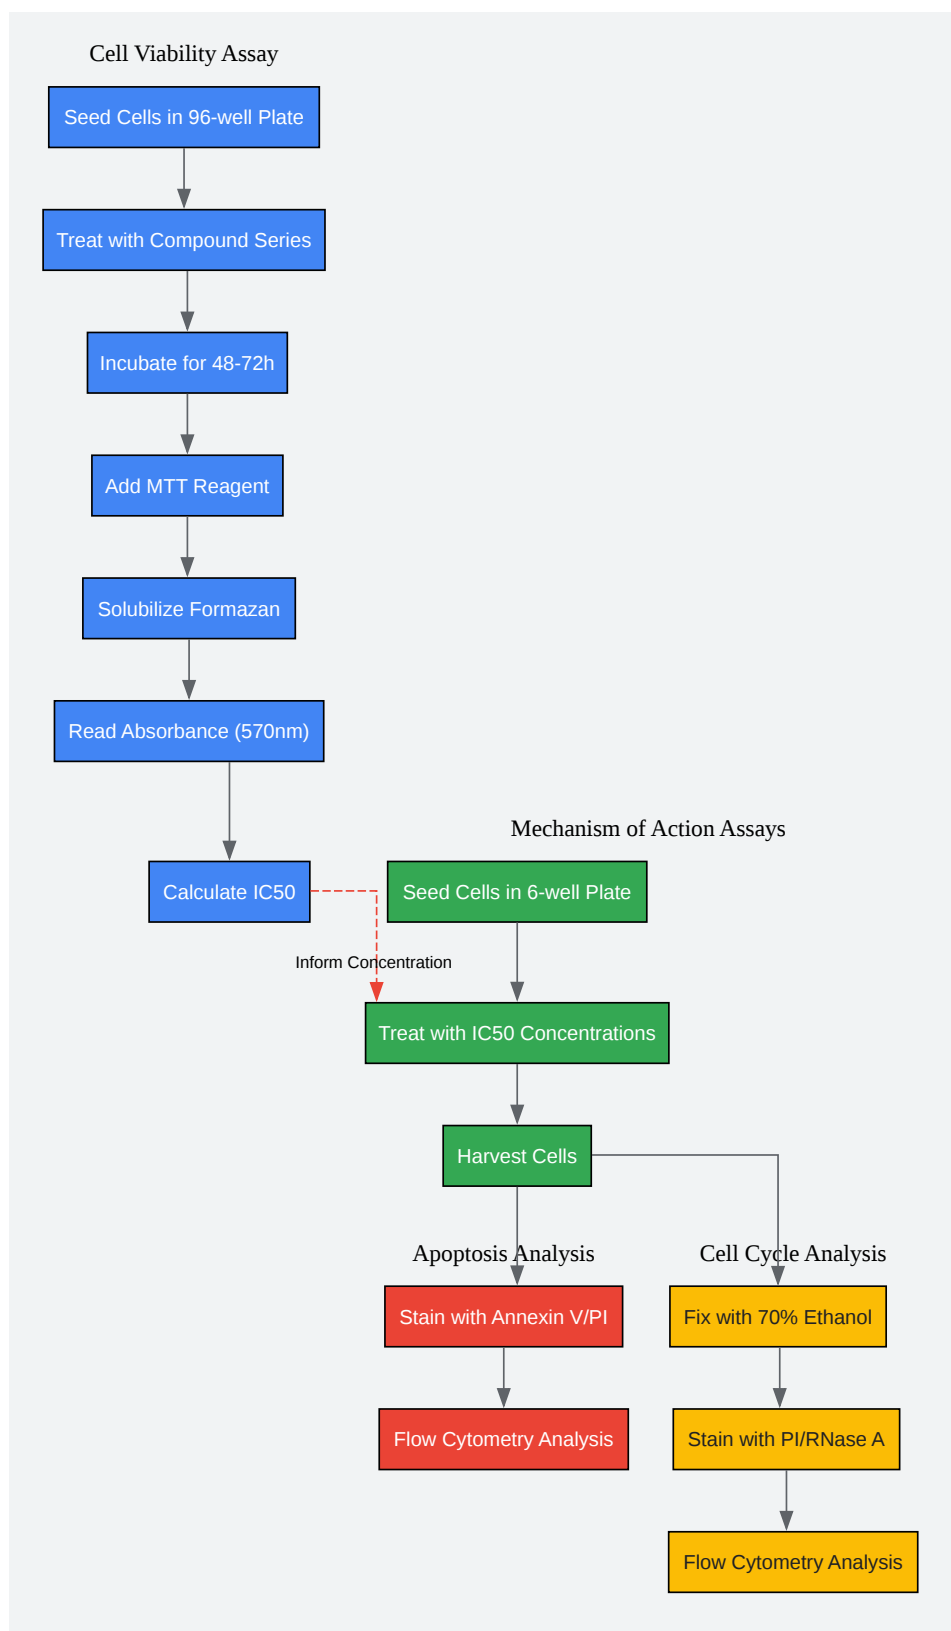 Cell Viability Assay
Seed Cells in 96-well Plate
Treat with Compound Series
Incubate for 48-72h
Add MTT Reagent
Solubilize Formazan
Read Absorbance (570nm)
Calculate IC50
Mechanism of Action Assays
Seed Cells in 6-well Plate
Inform Concentration
Treat with IC50 Concentrations
Harvest Cells
Apoptosis Analysis
Stain with Annexin V/PI
Flow Cytometry Analysis
Cell Cycle Analysis
Fix with 70% Ethanol
Stain with PI/RNase A
Flow Cytometry Analysis